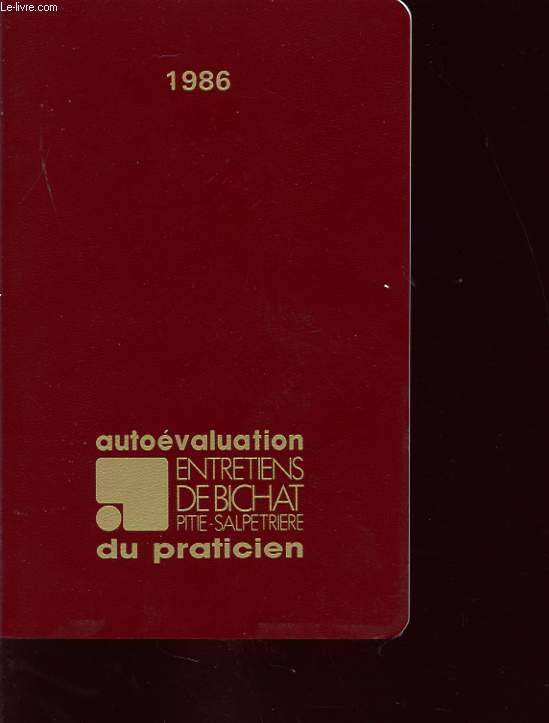 Le-livre.com
1986
autoévaluation
ENTRETIENS
DE BICHAT
PITIE-SALPETRIERE
du praticien